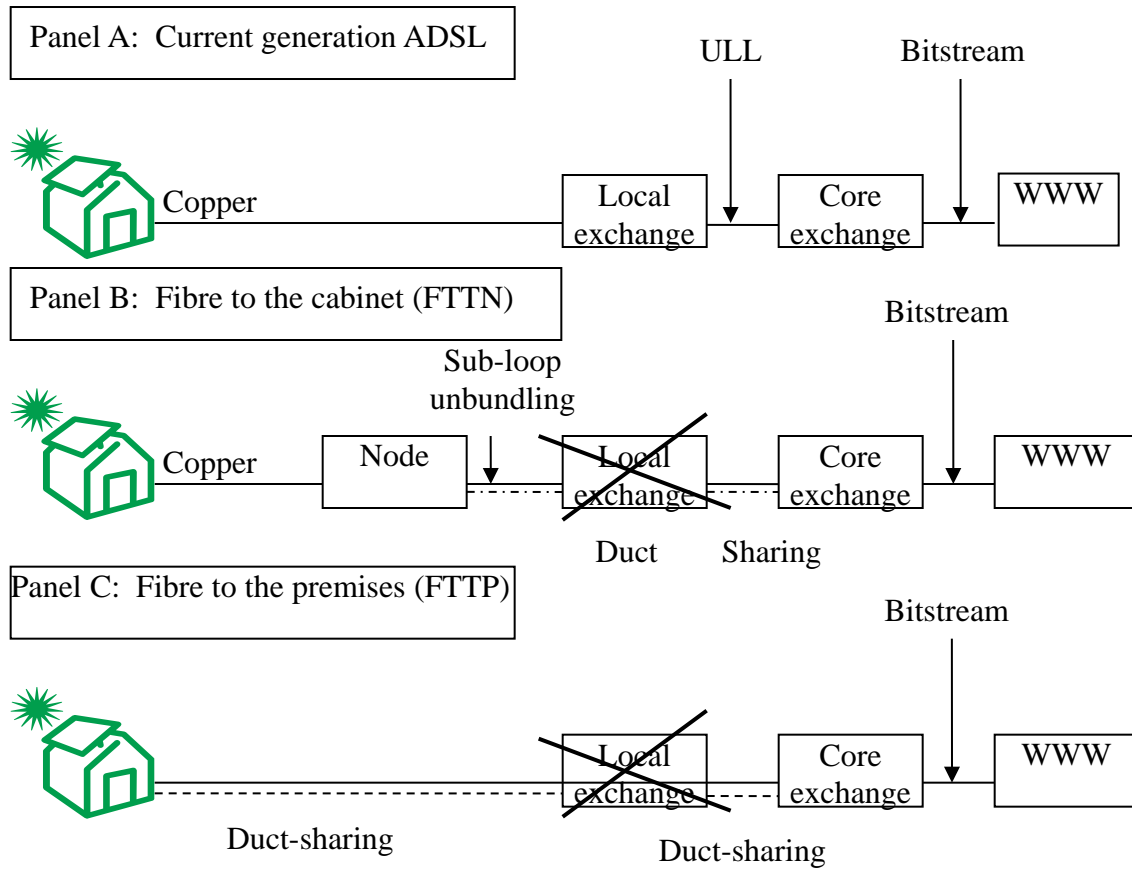 Panel A: Current generation ADSL
ULL
Bitstream
Copper
Local
exchange
Core
exchange
WWW
Panel B: Fibre to the cabinet (FTTN)
Bitstream
Sub-loop
unbundling
Copper
Node
Local
exchange
Core
exchange
WWW
Duct Sharing
Panel C: Fibre to the premises (FTTP)
Bitstream
Local
exchange
Core
exchange
WWW
Duct-sharing
Duct-sharing